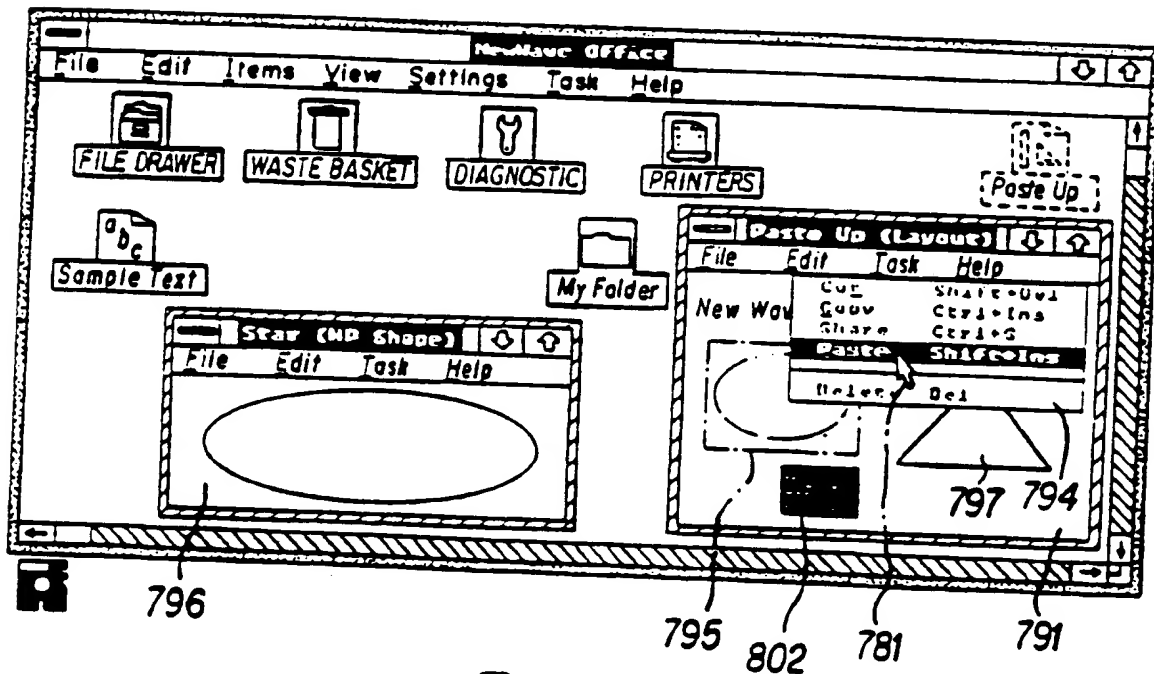 NewWave Office
File Edit Items View Settings Task Help
FILE DRAWER WASTE BASKET DIAGNOSTIC PRINTERS Paste Up
abc
Sample Text My Folder
Paste Up (Layout)
File Edit Task Help
New Wav
Cut Shift+Del
Copy Ctrl+Ins
Share Ctrl+S
Paste Shift+Ins
Delete Del
Star (HP Shape)
File Edit Task Help
797 794
796 795 802 781 791